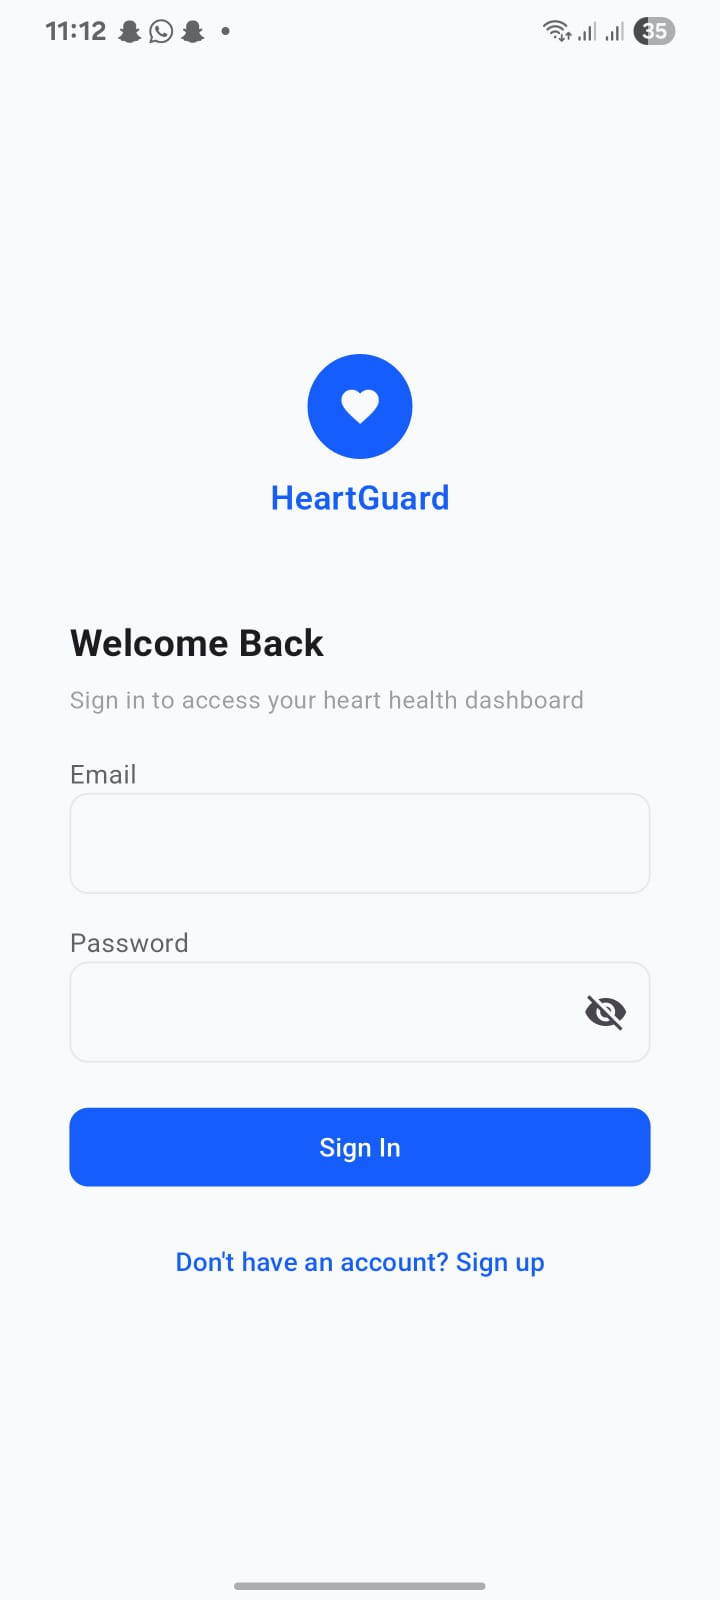 11:12
35
HeartGuard
Welcome Back
Sign in to access your heart health dashboard
Email
Password
Sign In
Don't have an account? Sign up